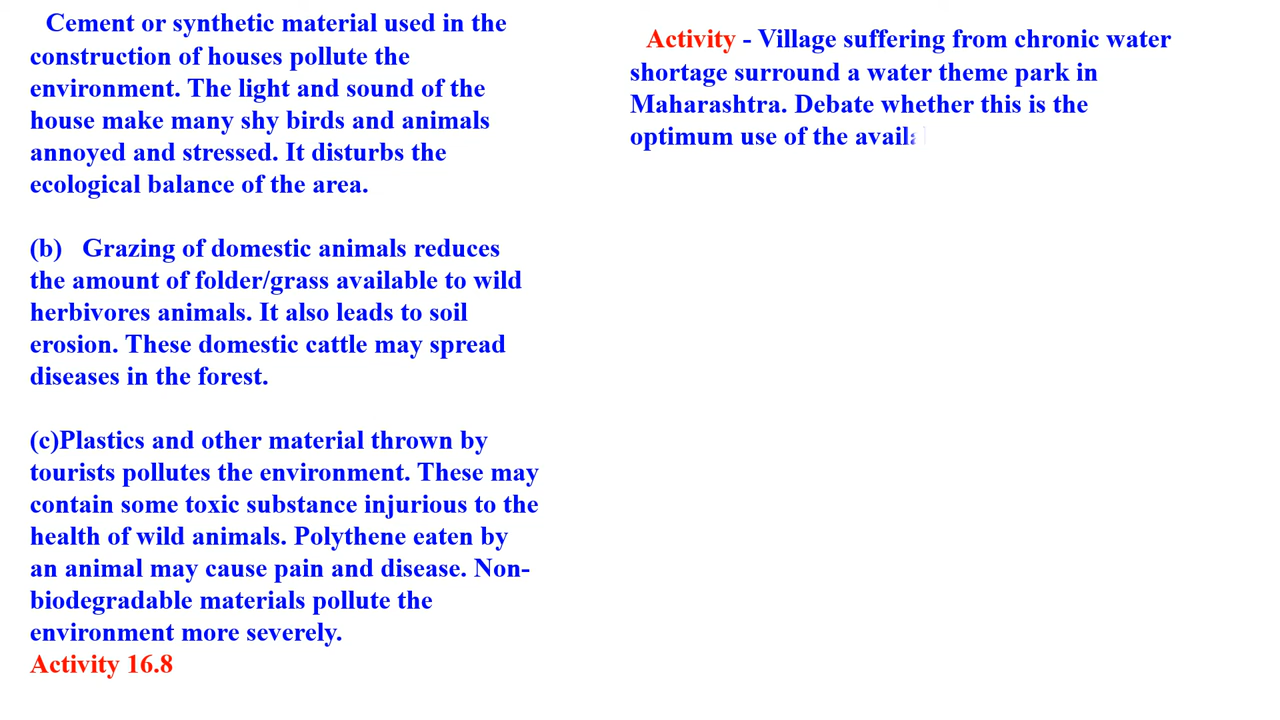 Cement or synthetic material used in the
construction of houses pollute the
environment. The light and sound of the
house make many shy birds and animals
annoyed and stressed. It disturbs the
ecological balance of the area.
(b) Grazing of domestic animals reduces
the amount of folder/grass available to wild
herbivores animals. It also leads to soil
erosion. These domestic cattle may spread
diseases in the forest.
(c)Plastics and other material thrown by
tourists pollutes the environment. These may
contain some toxic substance injurious to the
health of wild animals. Polythene eaten by
an animal may cause pain and disease. Non-
biodegradable materials pollute the
environment more severely.
Activity 16.8
Activity - Village suffering from chronic water
shortage surround a water theme park in
Maharashtra. Debate whether this is the
optimum use of the